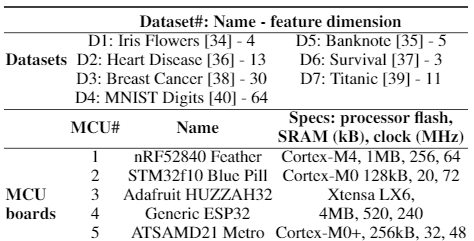 Dataset#: Name - feature dimension
Datasets
D1: Iris Flowers [34] - 4 D5: Banknote [35] - 5
D2: Heart Disease [36] - 13 D6: Survival [37] - 3
D3: Breast Cancer [38] - 30 D7: Titanic [39] - 11
D4: MNIST Digits [40] - 64
MCU# Name Specs: processor flash,
SRAM (kB), clock (MHz)
MCU
boards
1 nRF52840 Feather Cortex-M4, 1MB, 256, 64
2 STM32f10 Blue Pill Cortex-M0 128kB, 20, 72
3 Adafruit HUZZAH32 Xtensa LX6,
4 Generic ESP32 4MB, 520, 240
5 ATSAMD21 Metro Cortex-M0+, 256kB, 32, 48